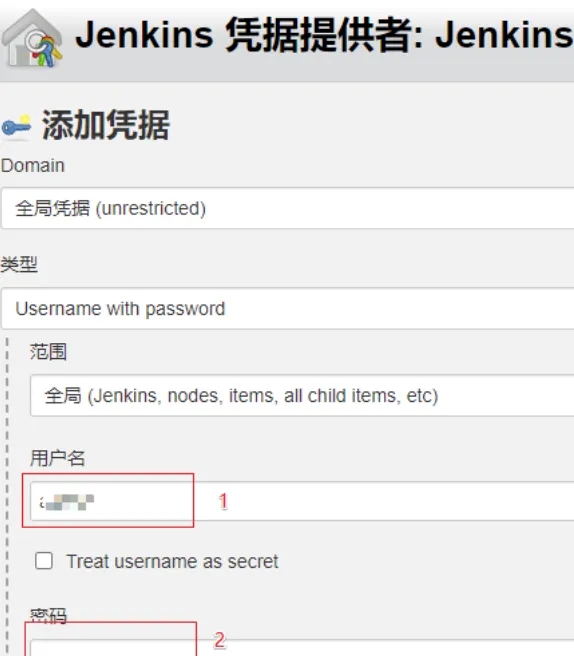 Jenkins 凭据提供者: Jenkins
添加凭据
Domain
全局凭据 (unrestricted)
类型
Username with password
范围
全局 (Jenkins, nodes, items, all child items, etc)
用户名
1
Treat username as secret
密码
2